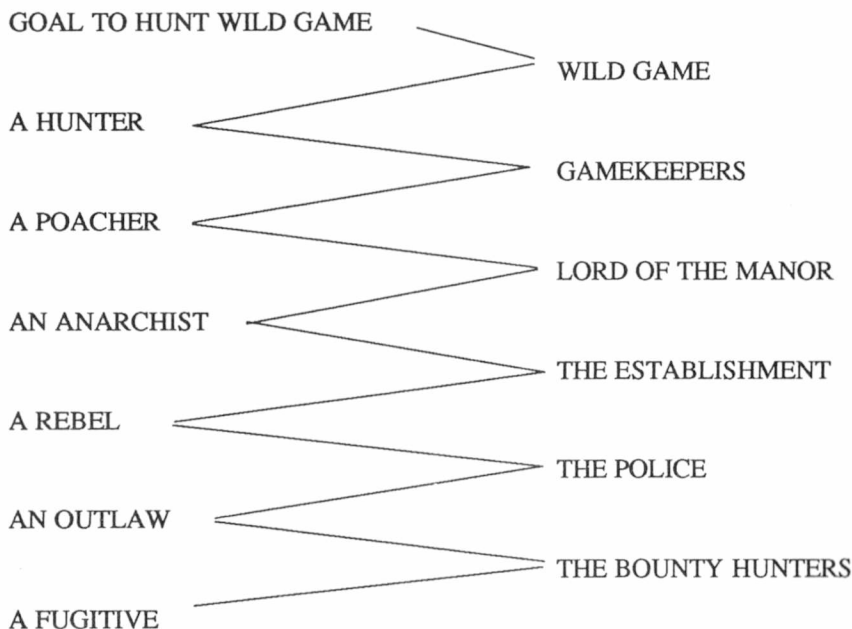 GOAL TO HUNT WILD GAME
WILD GAME
A HUNTER
GAMEKEEPERS
A POACHER
LORD OF THE MANOR
AN ANARCHIST
THE ESTABLISHMENT
A REBEL
THE POLICE
AN OUTLAW
THE BOUNTY HUNTERS
A FUGITIVE